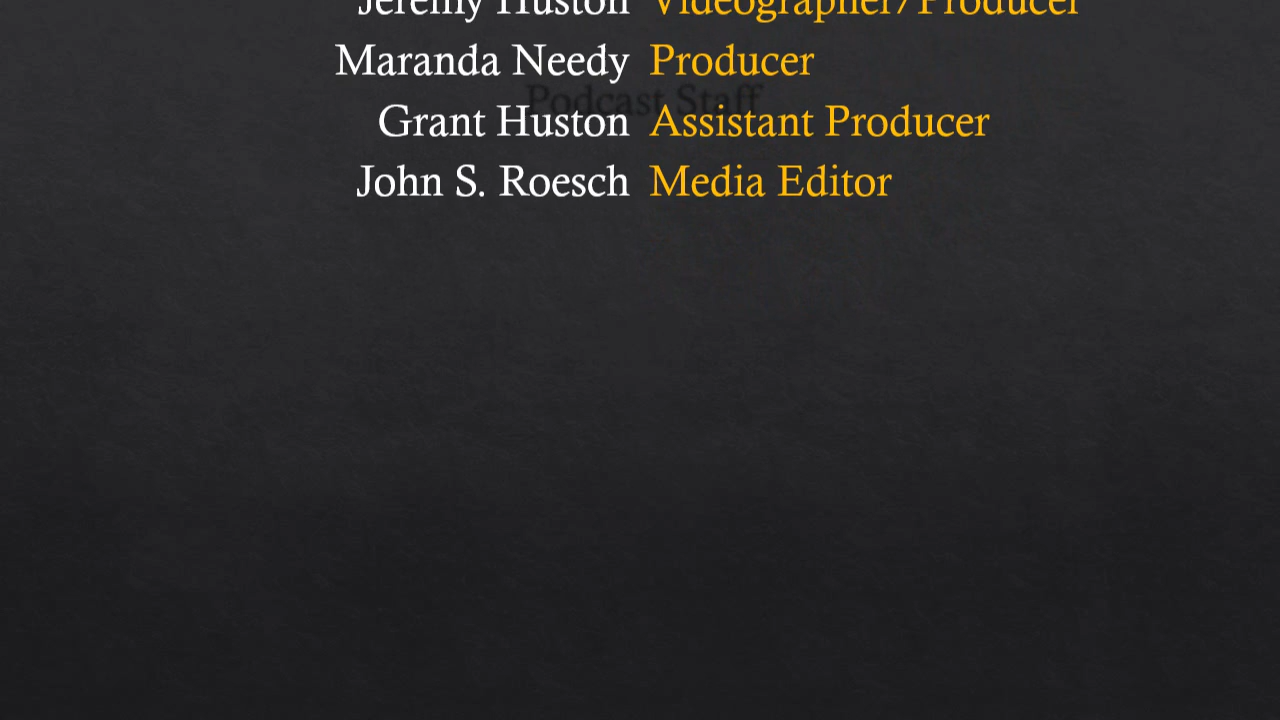 Jeremy Huston Videographer/Producer
Maranda Needy Producer
Podcast Staff
Grant Huston Assistant Producer
John S. Roesch Media Editor